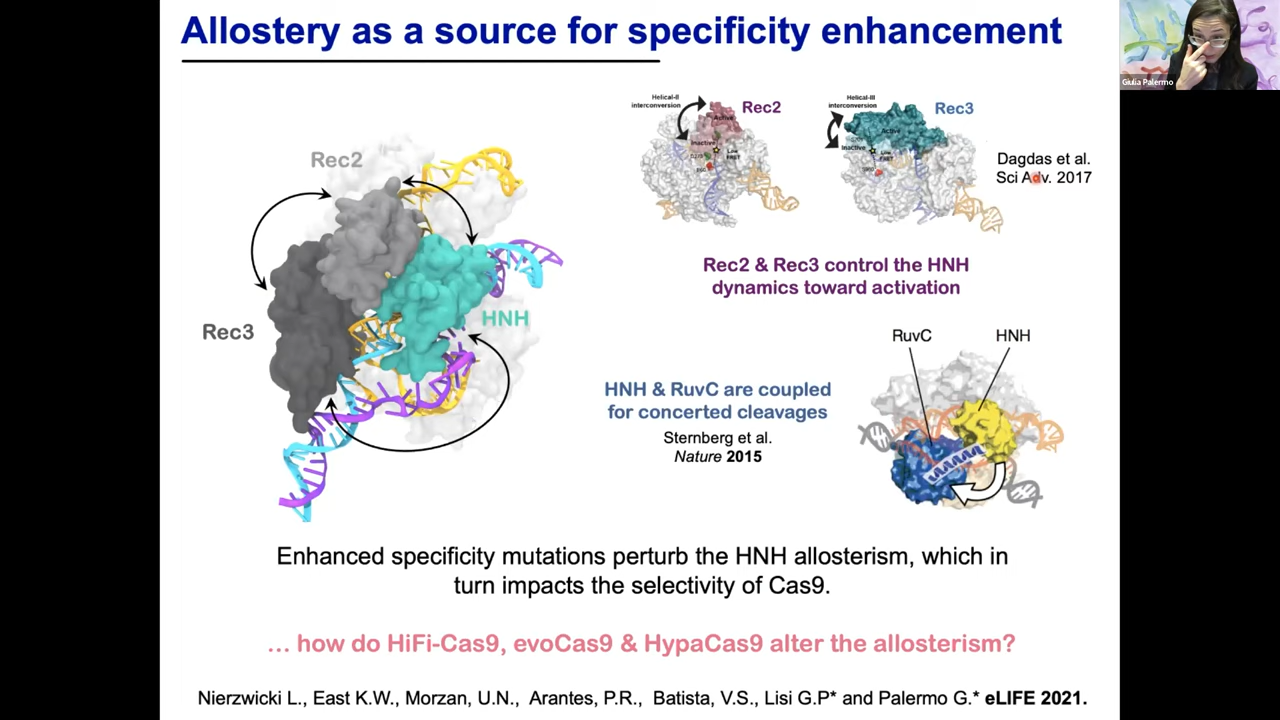 Allostery as a source for specificity enhancement
Giulia Palermo
Rec2
Rec3
HNH
Helical-II
interconversion
Rec2
Active
Inactive
Low
FRET
Helical-III
interconversion
Rec3
Active
Inactive
Low
FRET
Dagdas et al.
Sci Adv. 2017
Rec2 & Rec3 control the HNH
dynamics toward activation
RuvC
HNH
HNH & RuvC are coupled
for concerted cleavages
Sternberg et al.
Nature 2015
Enhanced specificity mutations perturb the HNH allosterism, which in
turn impacts the selectivity of Cas9.
... how do HiFi-Cas9, evoCas9 & HypaCas9 alter the allosterism?
Nierzwicki L., East K.W., Morzan, U.N., Arantes, P.R., Batista, V.S., Lisi G.P* and Palermo G.* eLIFE 2021.